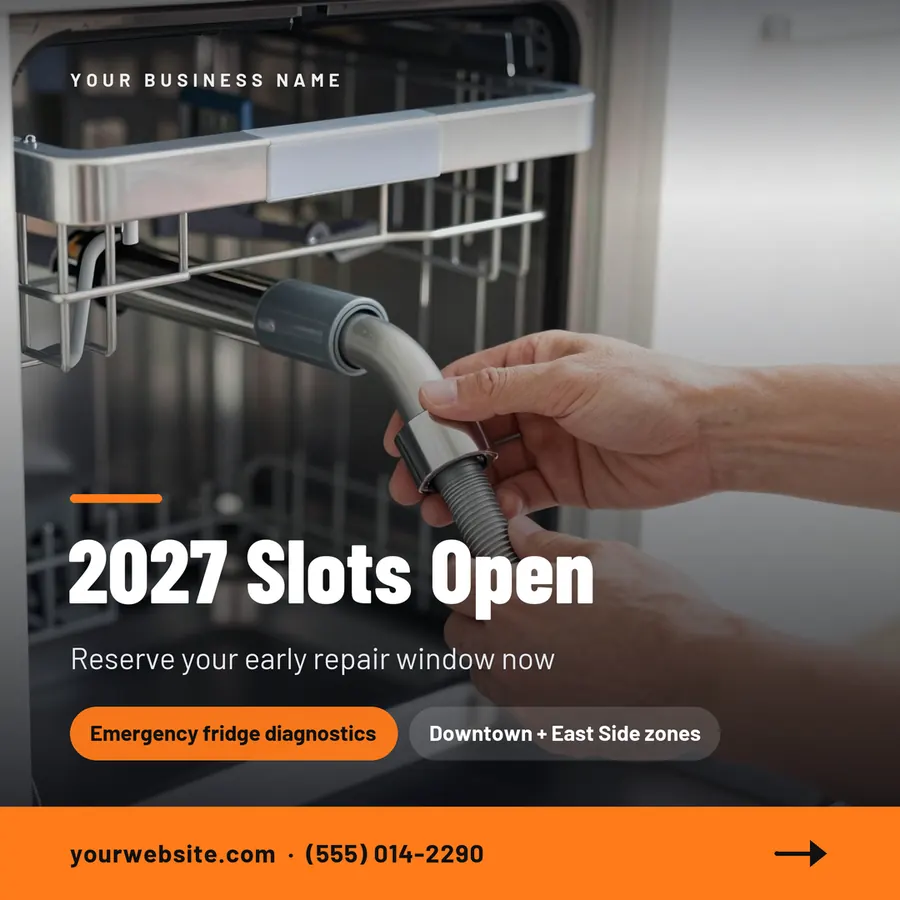 YOUR BUSINESS NAME
2027 Slots Open
Reserve your early repair window now
Emergency fridge diagnostics
Downtown + East Side zones
yourwebsite.com · (555) 014-2290